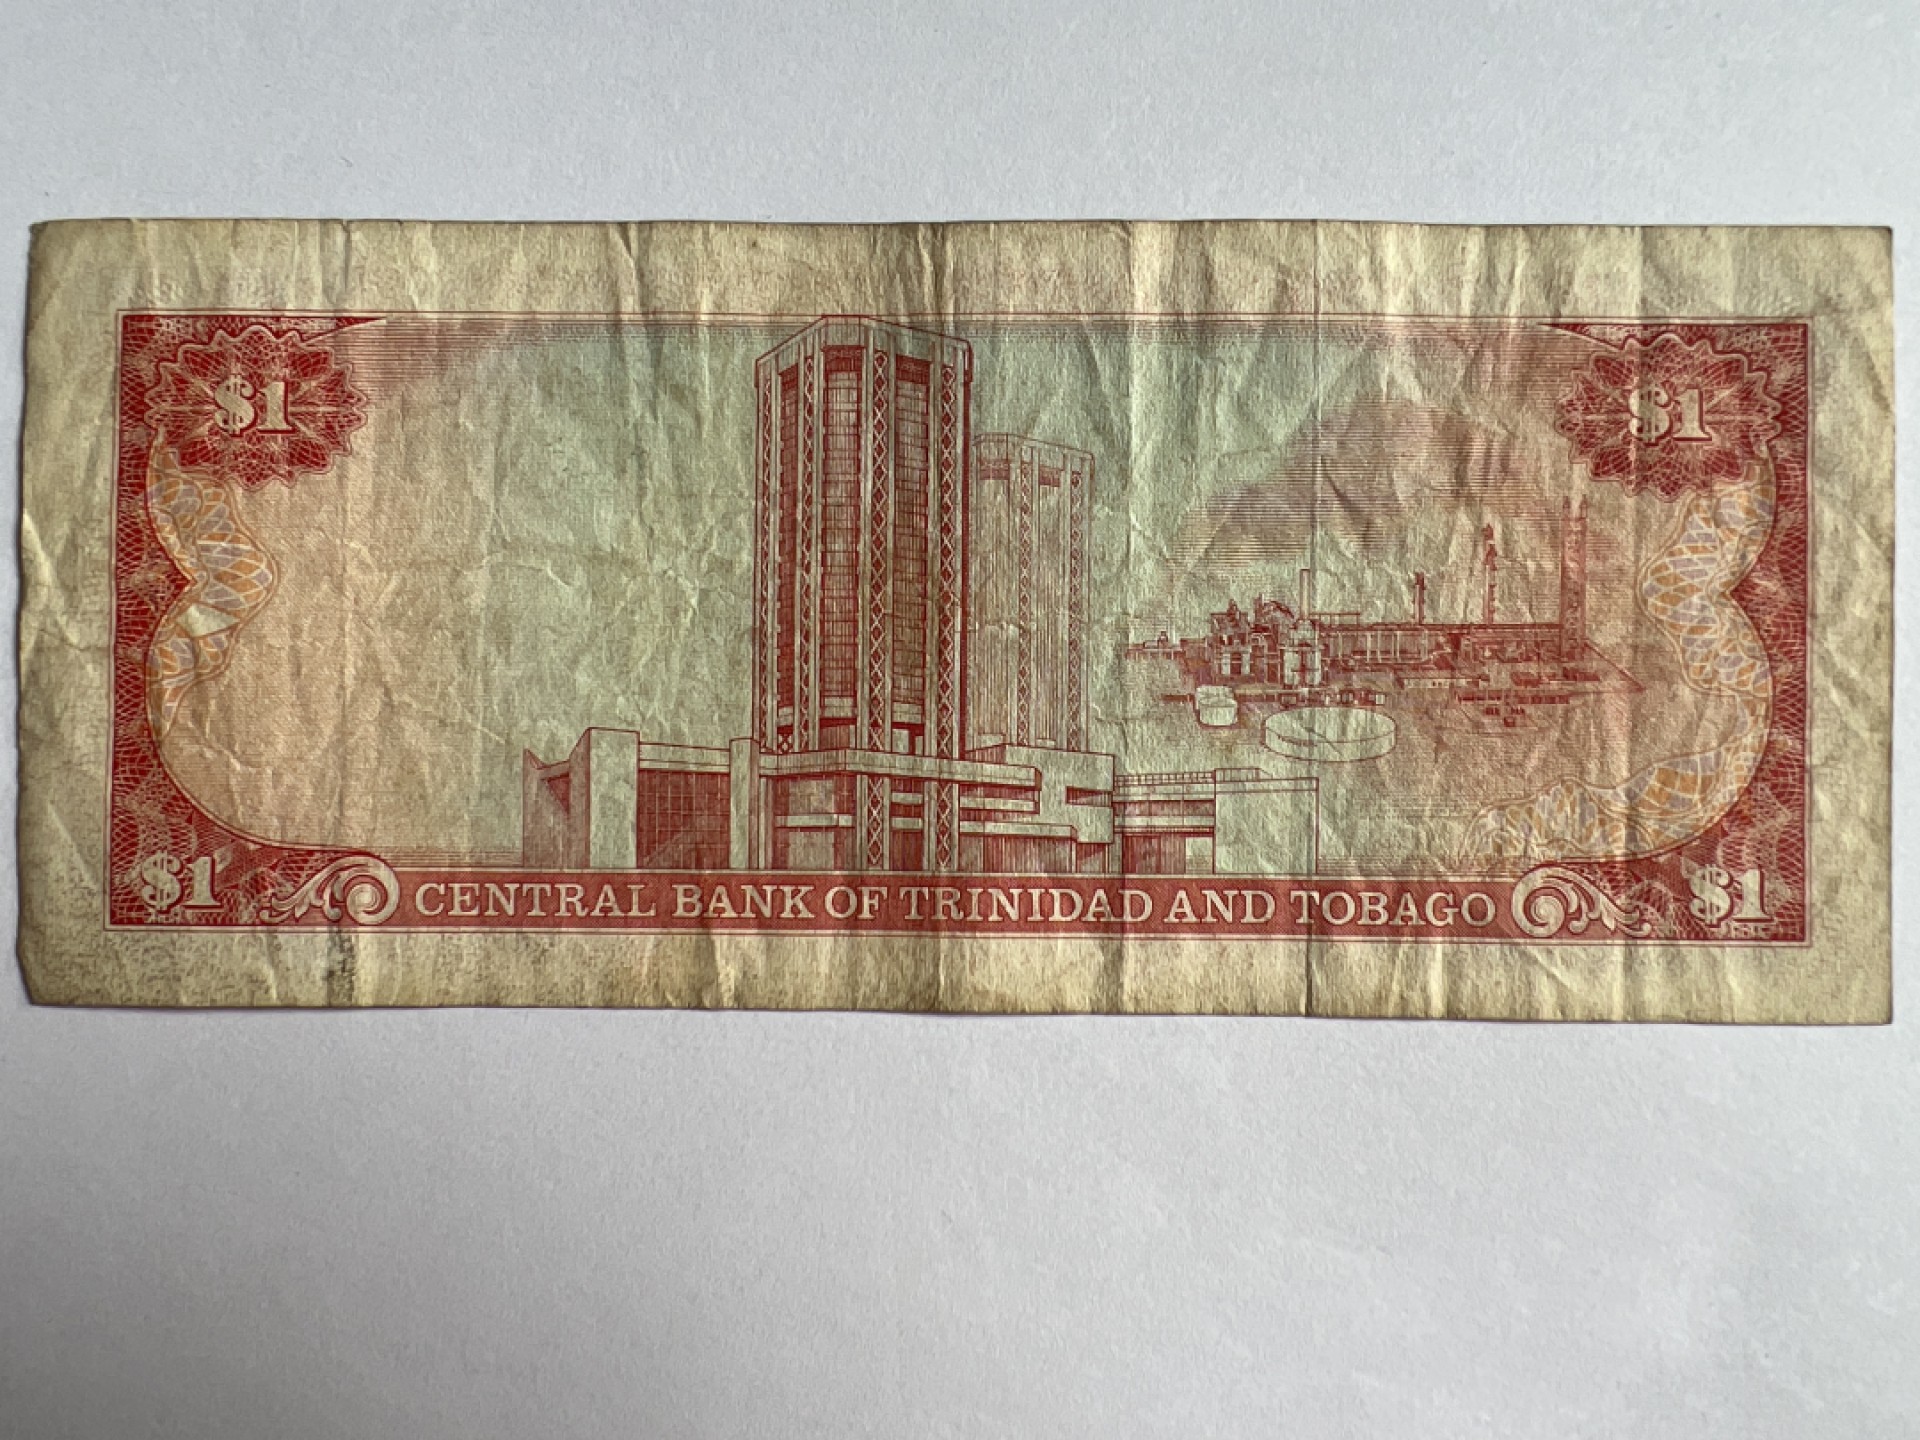 $1 $1
$1 CENTRAL BANK OF TRINIDAD AND TOBAGO $1